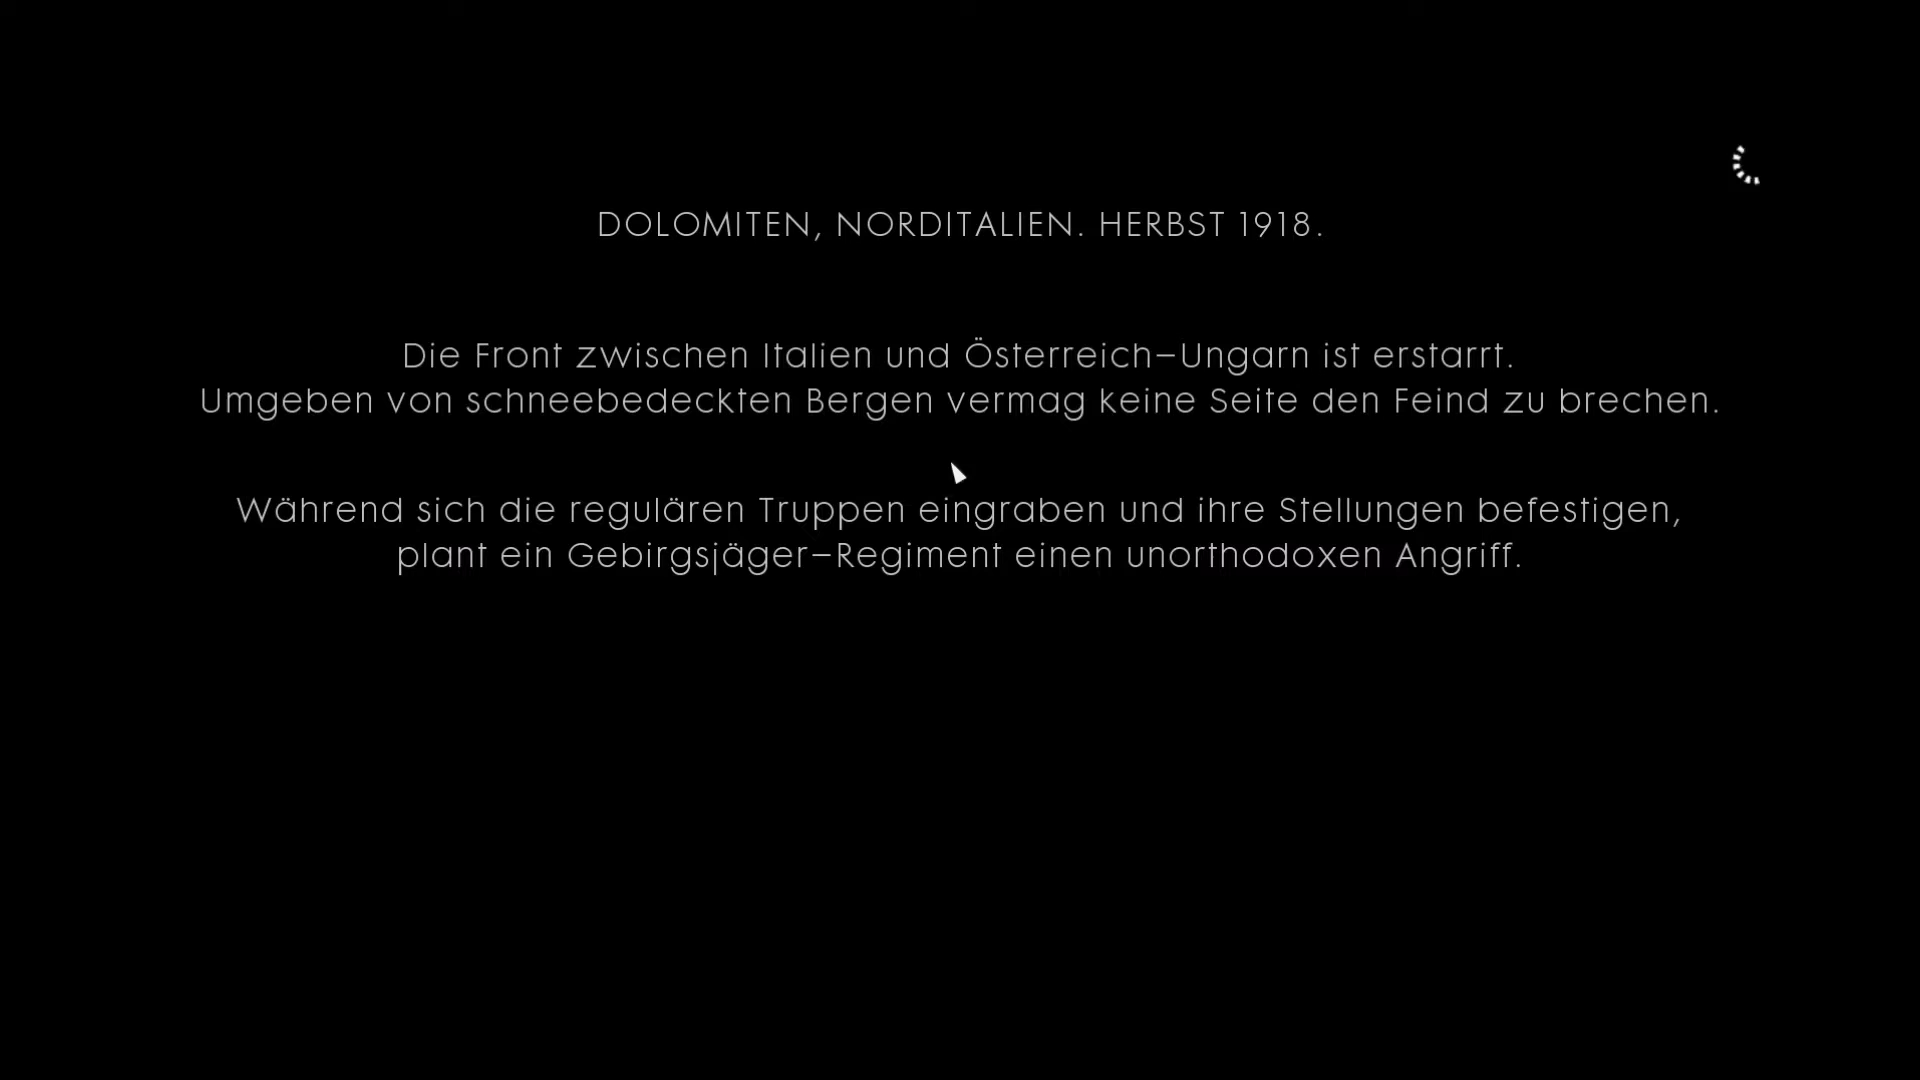 DOLOMITEN, NORDITALIEN. HERBST 1918.
Die Front zwischen Italien und Österreich-Ungarn ist erstarrt.
Umgeben von schneebedeckten Bergen vermag keine Seite den Feind zu brechen.
Während sich die regulären Truppen eingraben und ihre Stellungen befestigen,
plant ein Gebirgsjäger-Regiment einen unorthodoxen Angriff.